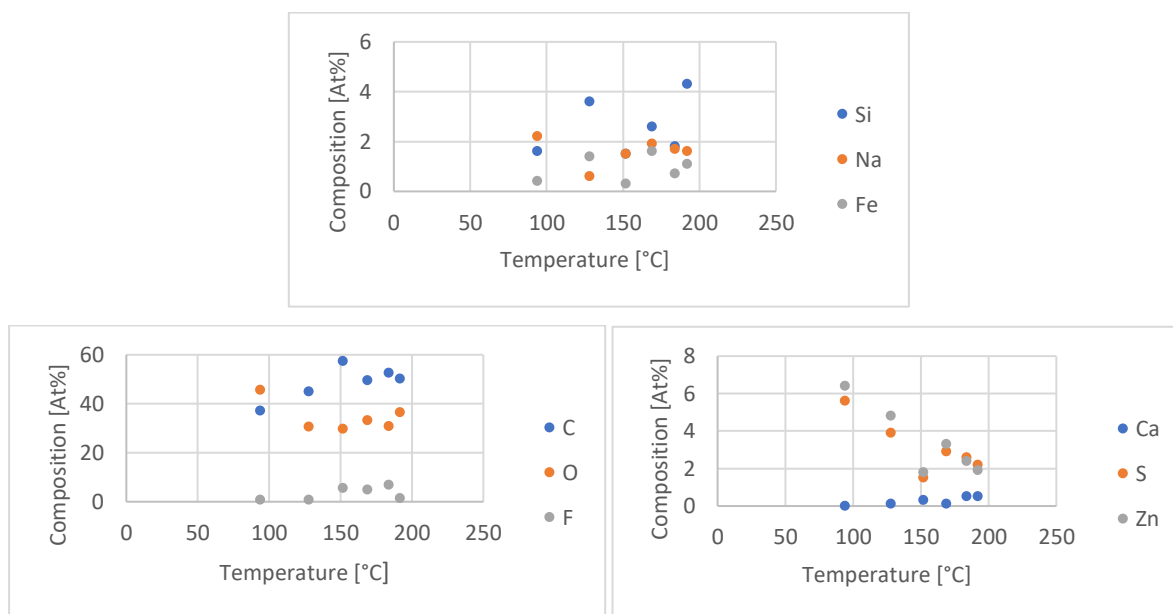 6
4
2
0
0 50 100 150 200 250
Composition [At%]
Temperature [°C]
Si
Na
Fe
60
40
20
0
0 50 100 150 200 250
Composition [At%]
Temperature [°C]
C
O
F
8
6
4
2
0
0 50 100 150 200 250
Composition [At%]
Temperature [°C]
Ca
S
Zn